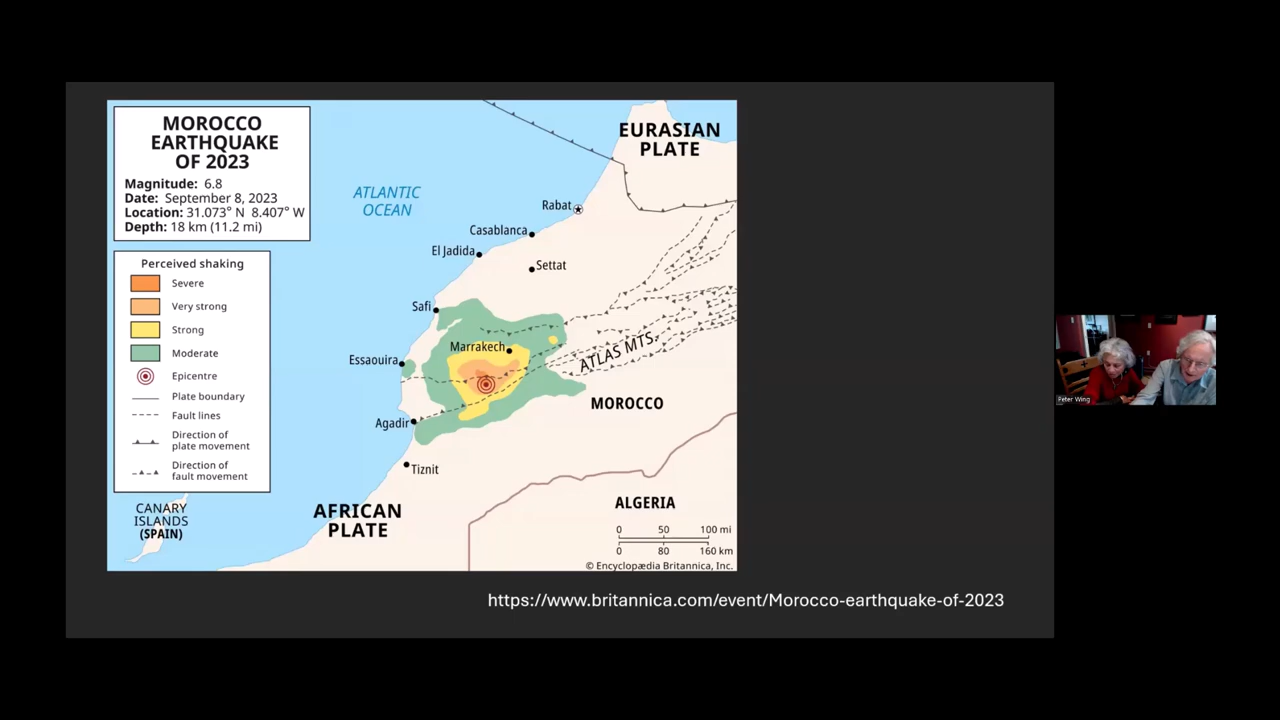 MOROCCO
EARTHQUAKE
OF 2023
Magnitude: 6.8
Date: September 8, 2023
Location: 31.073° N 8.407° W
Depth: 18 km (11.2 mi)
Perceived shaking
Severe
Very strong
Strong
Moderate
Epicentre
Plate boundary
Fault lines
Direction of
plate movement
Direction of
fault movement
EURASIAN
PLATE
ATLANTIC
OCEAN
Rabat
Casablanca
El Jadida
Settat
Safi
Marrakech
Essaouira
ATLAS MTS.
MOROCCO
Agadir
Tiznit
CANARY
ISLANDS
(SPAIN)
AFRICAN
PLATE
ALGERIA
0 50 100 mi
0 80 160 km
© Encyclopædia Britannica, Inc.
https://www.britannica.com/event/Morocco-earthquake-of-2023
Peter Wing